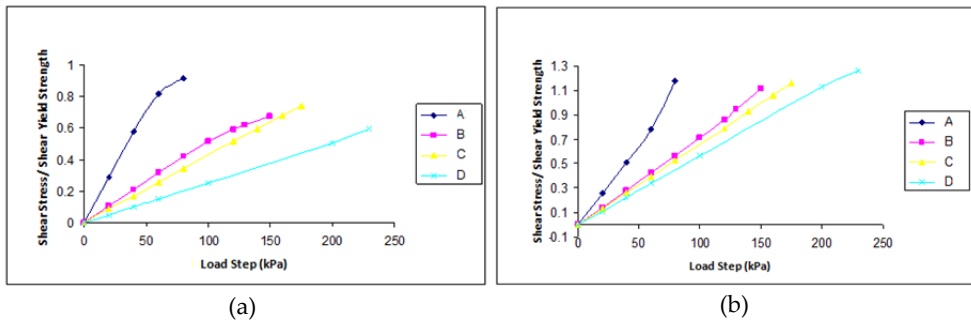 Shear Stress/ Shear Yield Strength
1
0.8
0.6
0.4
0.2
0
0 50 100 150 200 250
Load Step (kPa)
A
B
C
D
(a)
Shear Stress/ Shear Yield Strength
1.3
1.1
0.9
0.7
0.5
0.3
0.1
-0.1
0 50 100 150 200 250
Load Step (kPa)
A
B
C
D
(b)